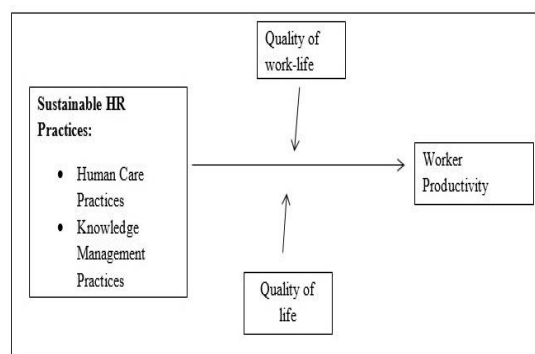 Quality of
work-life
Sustainable HR
Practices:
• Human Care
Practices
• Knowledge
Management
Practices
Worker
Productivity
Quality of
life